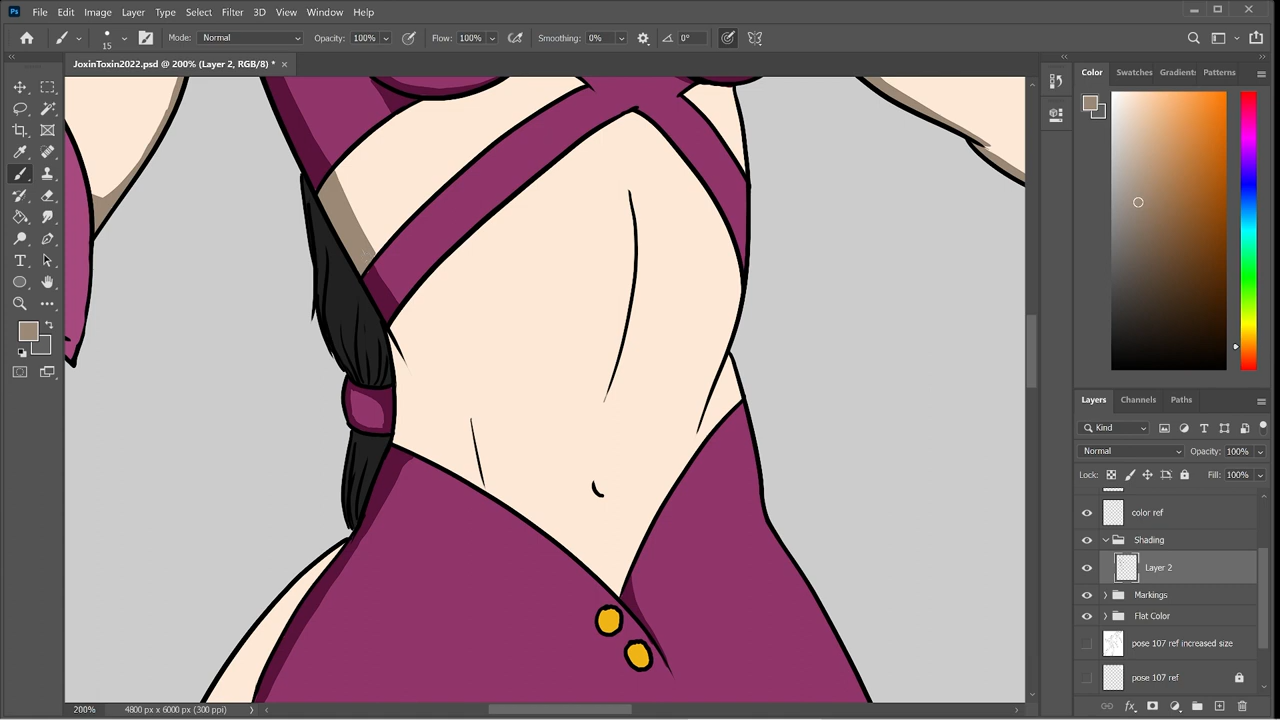 Ps File Edit Image Layer Type Select Filter 3D View Window Help
15 Mode: Normal Opacity: 100% Flow: 100% Smoothing: 0% 0°
JoxinToxin2022.psd @ 200% (Layer 2, RGB/8) *
Color Swatches Gradients Patterns
Layers Channels Paths
Kind
Normal Opacity: 100%
Lock: Fill: 100%
color ref
Shading
Layer 2
Markings
Flat Color
pose 107 ref increased size
pose 107 ref
200% 4800 px x 6000 px (300 ppi)